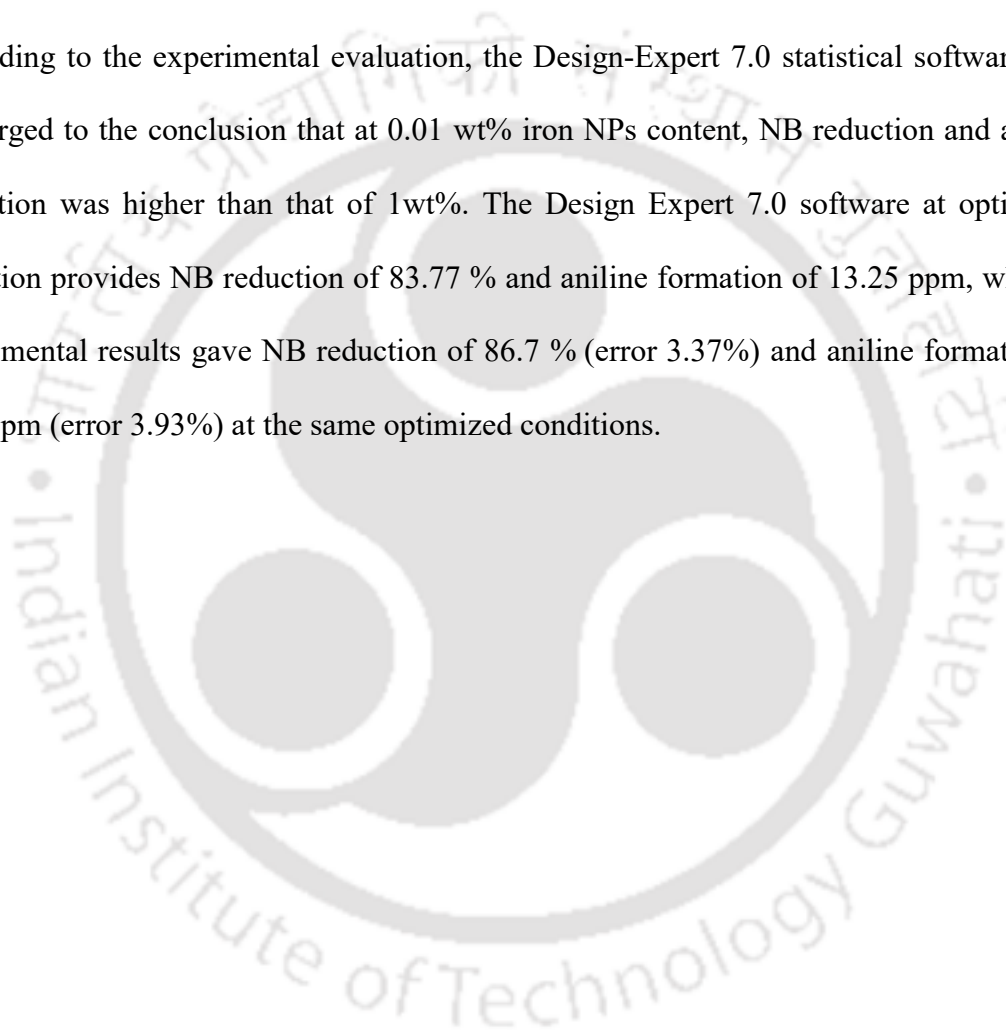 ding to the experimental evaluation, the Design-Expert 7.0 statistical softwar
rged to the conclusion that at 0.01 wt% iron NPs content, NB reduction and a
tion was higher than that of 1wt%. The Design Expert 7.0 software at opti
tion provides NB reduction of 83.77 % and aniline formation of 13.25 ppm, w
mental results gave NB reduction of 86.7 % (error 3.37%) and aniline format
pm (error 3.93%) at the same optimized conditions.
भारतीय प्रौद्योगिकी संस्थान गुवाहाटी
Indian Institute of Technology Guwahati